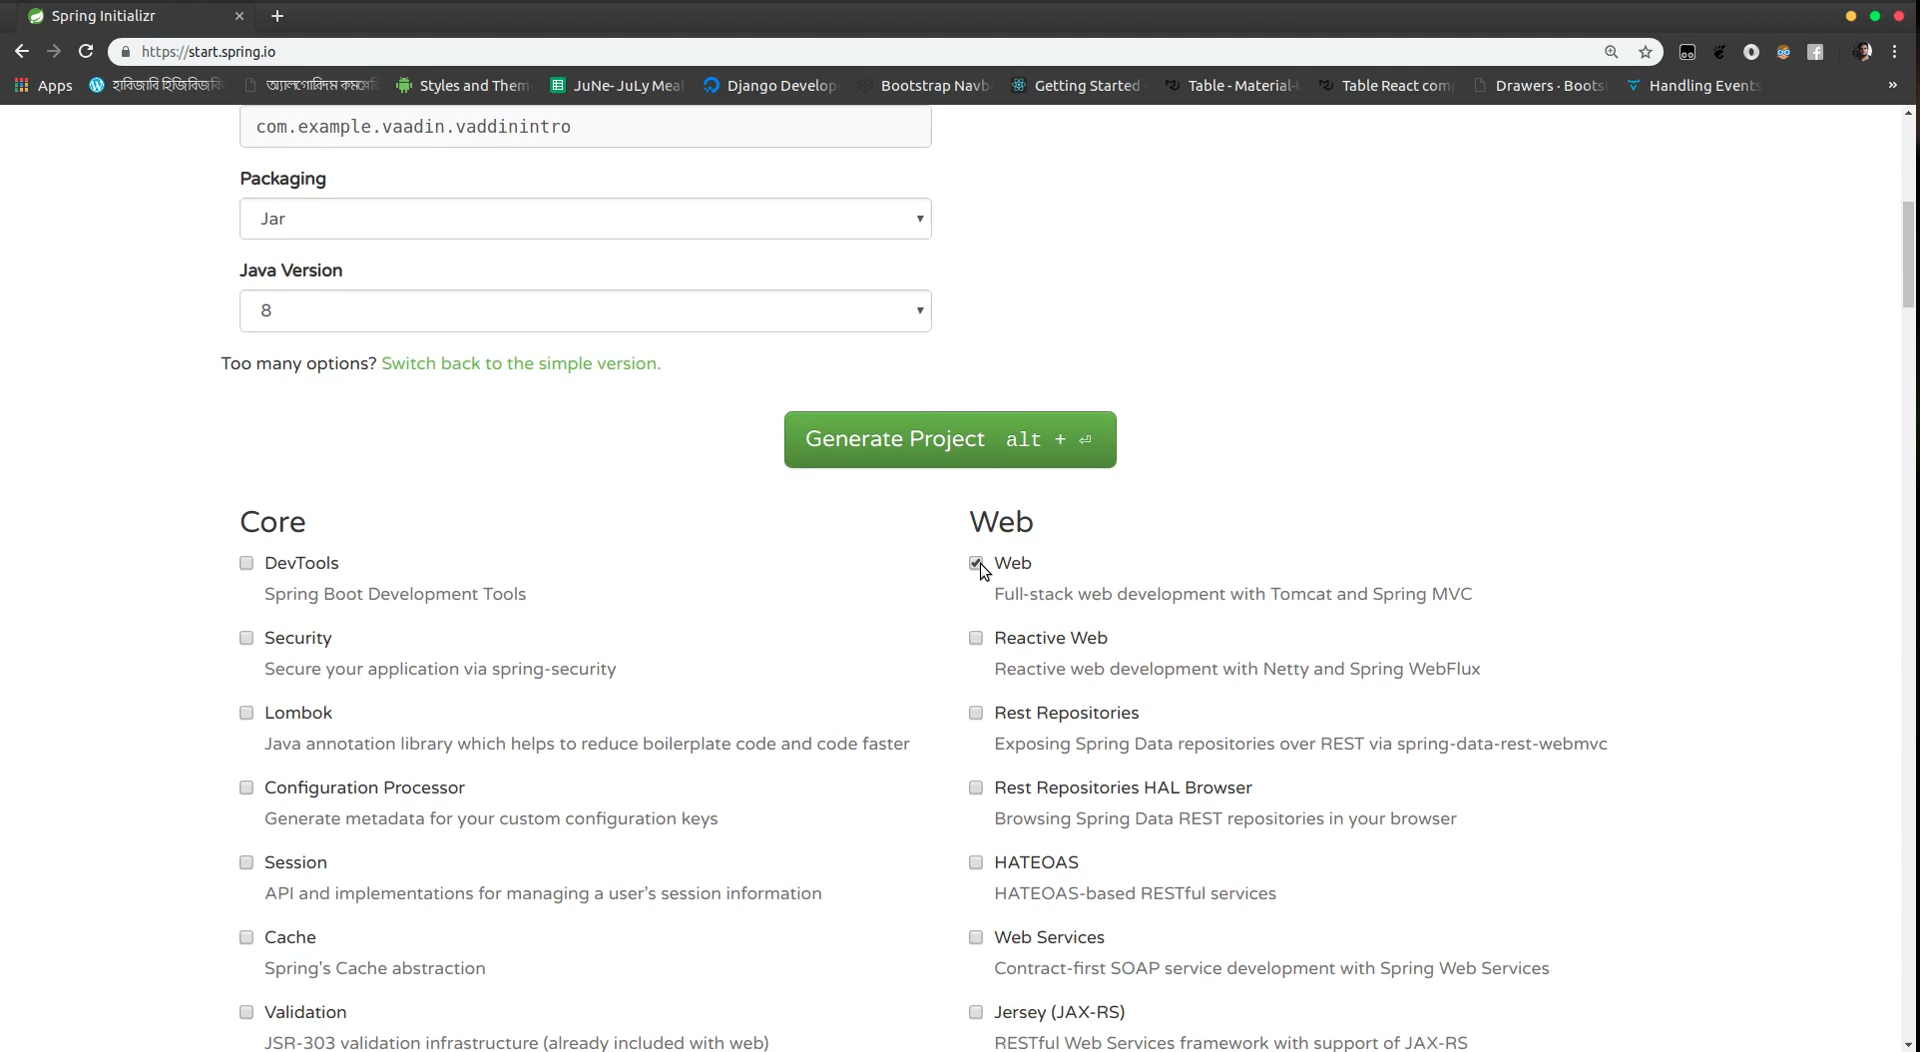 Spring Initializr
https://start.spring.io
Apps
হাবিজাবি হিজিবিজবি
অ্যালগোরিদম কমপ্লে
Styles and Them
JuNe- JuLy Meal
Django Develop
Bootstrap Navba
Getting Started
Table - Material-U
Table React com
Drawers · Boots
Handling Events
com.example.vaadin.vaddinintro
Packaging
Jar
Java Version
8
Too many options? Switch back to the simple version.
Generate Project alt + ⏎
Core
DevTools
Spring Boot Development Tools
Security
Secure your application via spring-security
Lombok
Java annotation library which helps to reduce boilerplate code and code faster
Configuration Processor
Generate metadata for your custom configuration keys
Session
API and implementations for managing a user's session information
Cache
Spring's Cache abstraction
Validation
JSR-303 validation infrastructure (already included with web)
Web
Web
Full-stack web development with Tomcat and Spring MVC
Reactive Web
Reactive web development with Netty and Spring WebFlux
Rest Repositories
Exposing Spring Data repositories over REST via spring-data-rest-webmvc
Rest Repositories HAL Browser
Browsing Spring Data REST repositories in your browser
HATEOAS
HATEOAS-based RESTful services
Web Services
Contract-first SOAP service development with Spring Web Services
Jersey (JAX-RS)
RESTful Web Services framework with support of JAX-RS